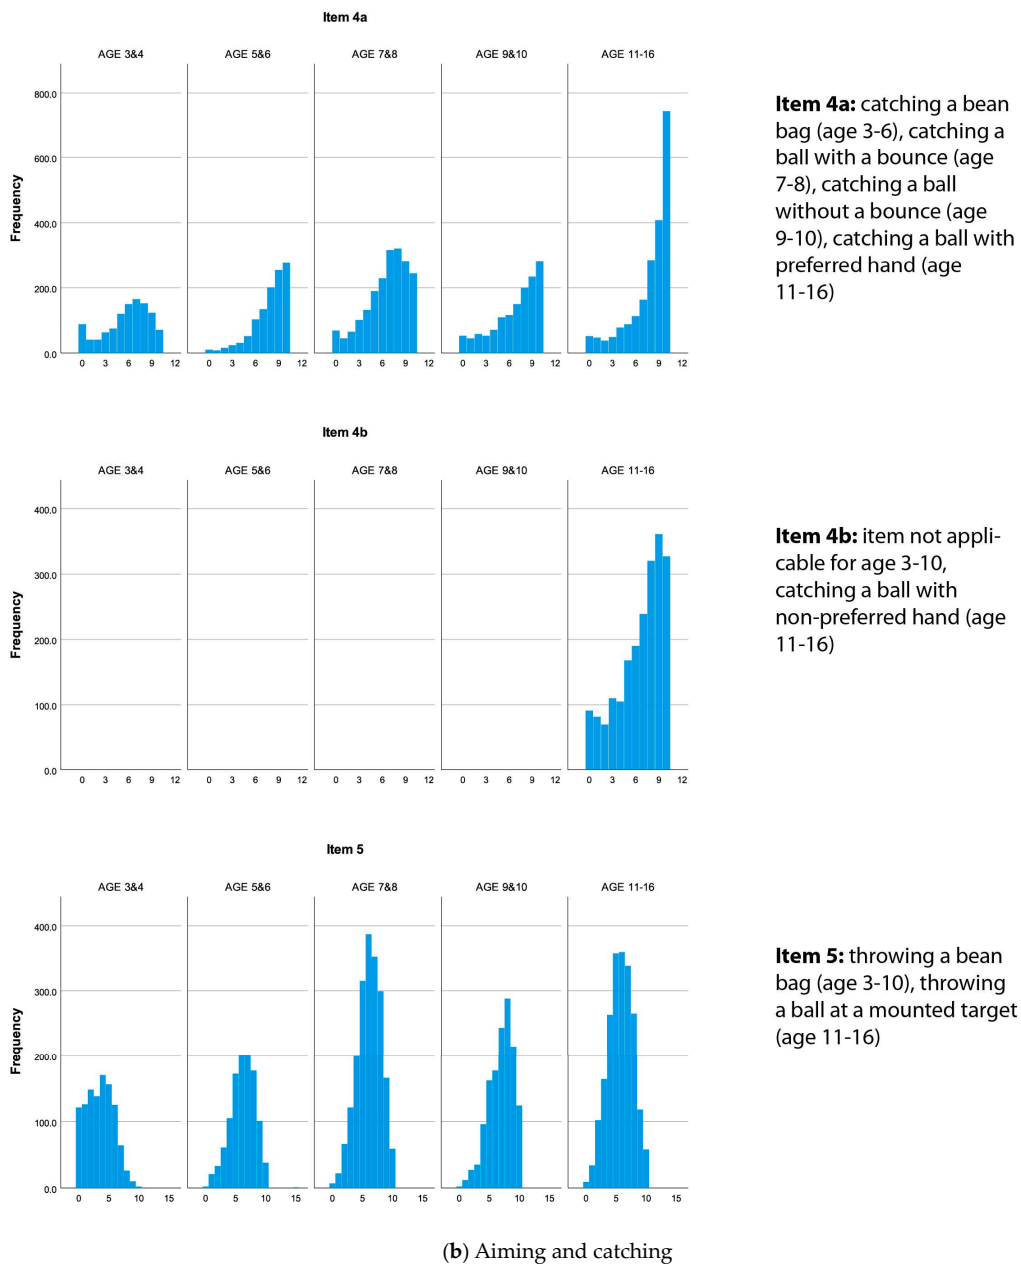 Item 4a
AGE 3&4 AGE 5&6 AGE 7&8 AGE 9&10 AGE 11-16
800.0
600.0
400.0
200.0
0.0
Frequency
0 3 6 9 12 0 3 6 9 12 0 3 6 9 12 0 3 6 9 12 0 3 6 9 12
Item 4a: catching a bean
bag (age 3-6), catching a
ball with a bounce (age
7-8), catching a ball
without a bounce (age
9-10), catching a ball with
preferred hand (age
11-16)
Item 4b
AGE 3&4 AGE 5&6 AGE 7&8 AGE 9&10 AGE 11-16
400.0
300.0
200.0
100.0
0.0
Frequency
0 3 6 9 12 0 3 6 9 12 0 3 6 9 12 0 3 6 9 12 0 3 6 9 12
Item 4b: item not appli-
cable for age 3-10,
catching a ball with
non-preferred hand (age
11-16)
Item 5
AGE 3&4 AGE 5&6 AGE 7&8 AGE 9&10 AGE 11-16
400.0
300.0
200.0
100.0
0.0
Frequency
0 5 10 15 0 5 10 15 0 5 10 15 0 5 10 15 0 5 10 15
Item 5: throwing a bean
bag (age 3-10), throwing
a ball at a mounted target
(age 11-16)
(b) Aiming and catching